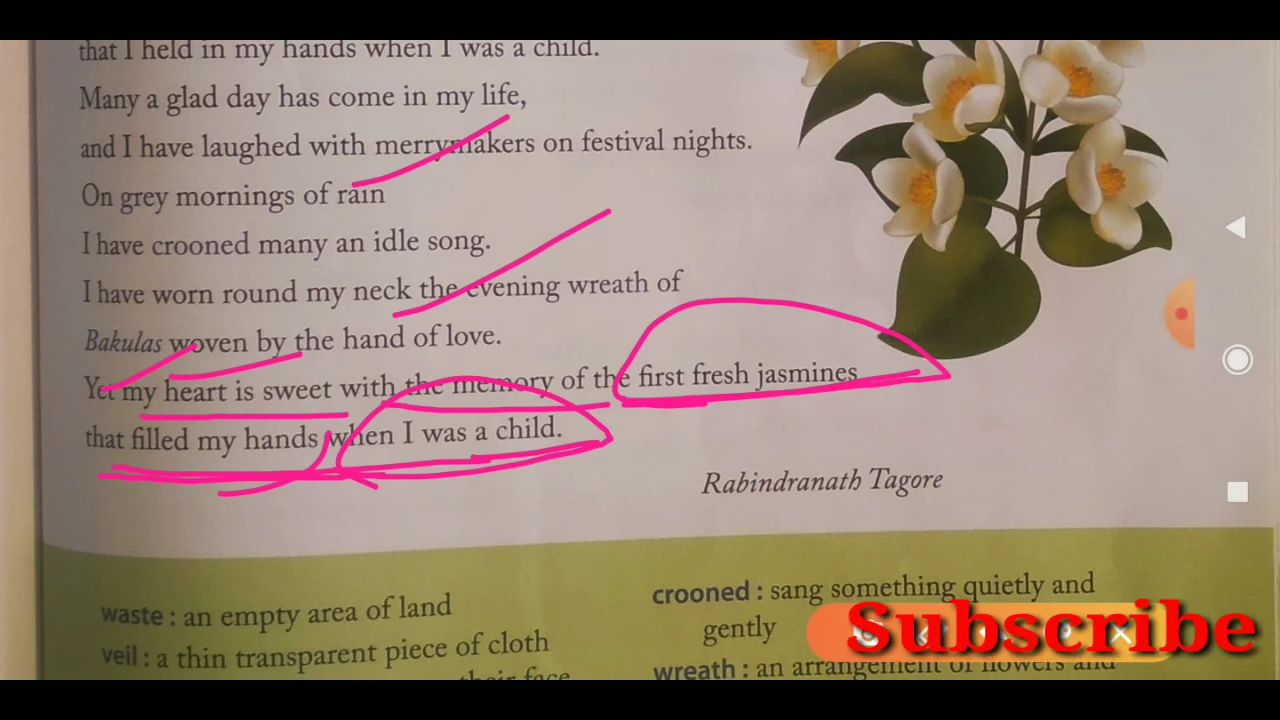 that I held in my hands when I was a child.
Many a glad day has come in my life,
and I have laughed with merrymakers on festival nights.
On grey mornings of rain
I have crooned many an idle song.
I have worn round my neck the evening wreath of
Bakulas woven by the hand of love.
Yet my heart is sweet with the memory of the first fresh jasmines
that filled my hands when I was a child.
Rabindranath Tagore
waste : an empty area of land
veil : a thin transparent piece of cloth
their face
crooned : sang something quietly and
gently
wreath : an arrangement of flowers and
Subscribe